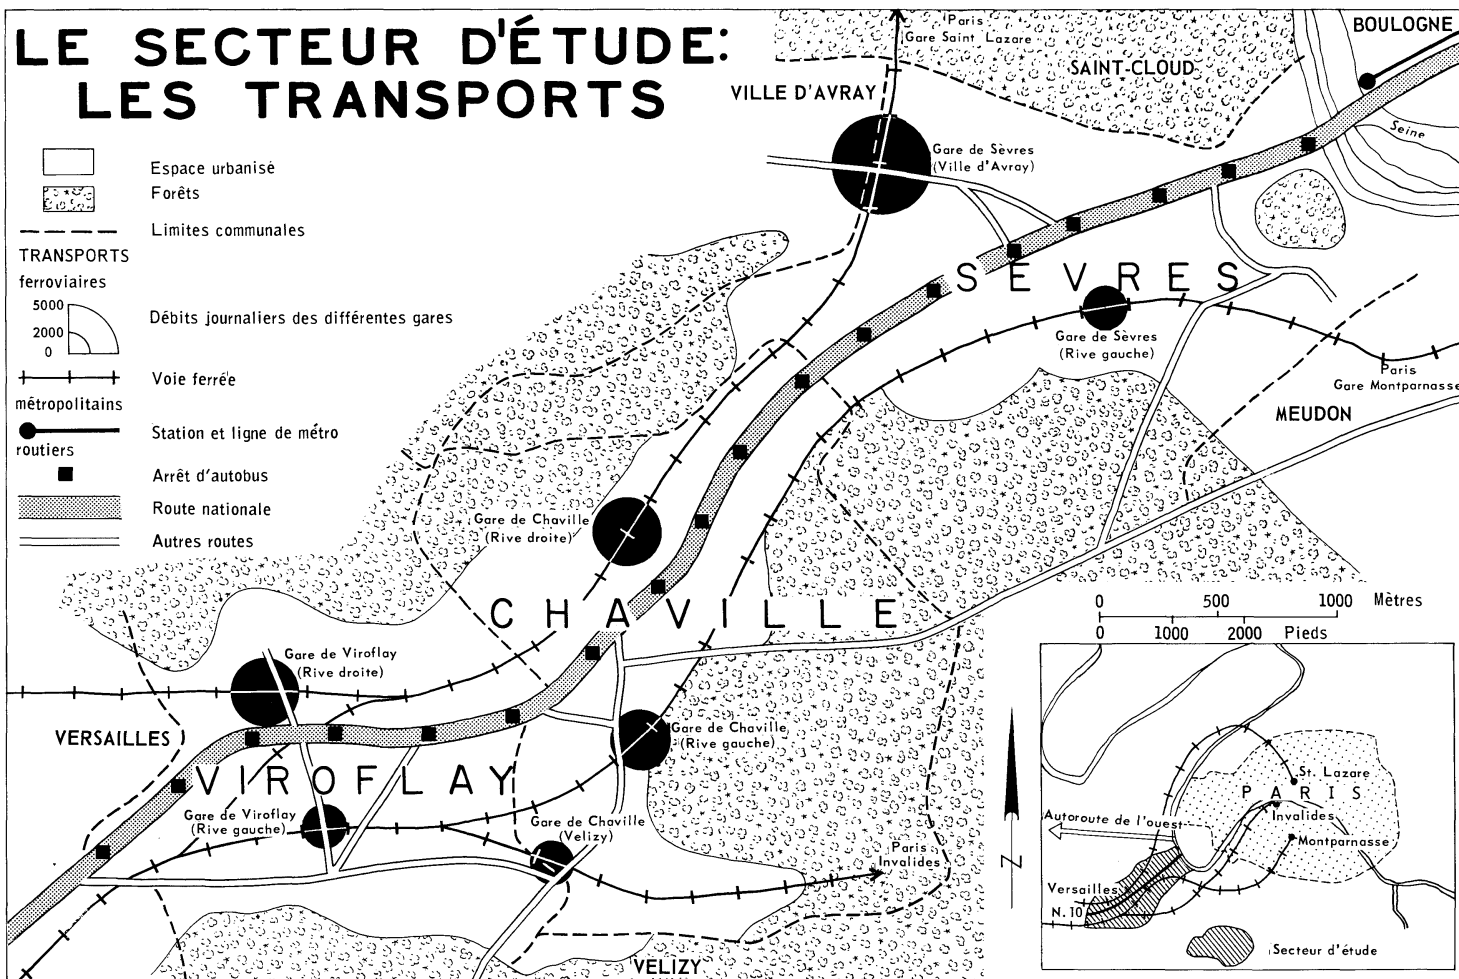 LE SECTEUR D'ÉTUDE:
LES TRANSPORTS
Espace urbanisé
Forêts
Limites communales
TRANSPORTS
ferroviaires
5000
2000
0
Débits journaliers des différentes gares
Voie ferrée
métropolitains
Station et ligne de métro
routiers
Arrêt d'autobus
Route nationale
Autres routes
Paris
Gare Saint Lazare
BOULOGNE
SAINT-CLOUD
VILLE D'AVRAY
Seine
Gare de Sèvres
(Ville d'Avray)
SEVRES
Gare de Sèvres
(Rive gauche)
Paris
Gare Montparnasse
MEUDON
Gare de Chaville
(Rive droite)
CHAVILLE
Gare de Viroflay
(Rive droite)
VERSAILLES
Gare de Chaville
(Rive gauche)
VIROFLAY
Gare de Viroflay
(Rive gauche)
Gare de Chaville
(Velizy)
Paris
Invalides
VELIZY
0 500 1000 Mètres
0 1000 2000 Pieds
N
St. Lazare
PARIS
Invalides
Autoroute de l'ouest
Montparnasse
Versailles
N. 10
Secteur d'étude